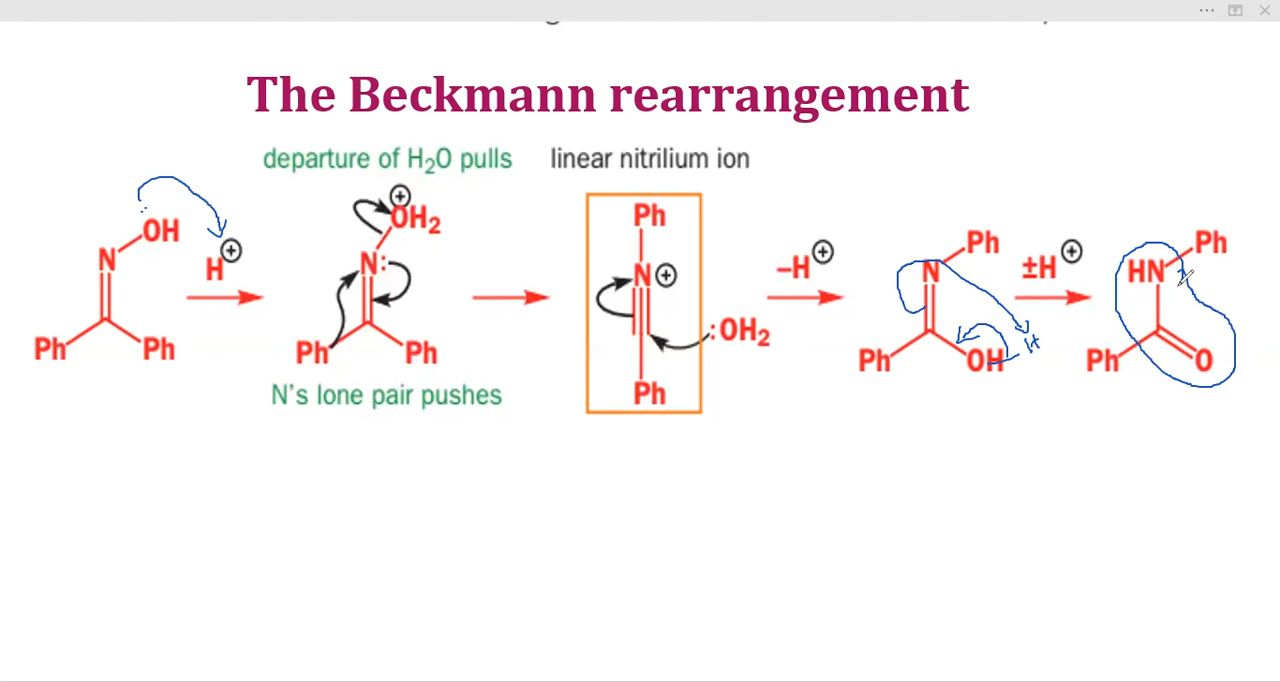 The Beckmann rearrangement
departure of H₂O pulls
linear nitrilium ion
N
OH
Ph
Ph
H⊕
⊕
OH₂
N:
Ph
Ph
N's lone pair pushes
Ph
N⊕
:OH₂
Ph
–H⊕
N
Ph
Ph
OH
H
±H⊕
HN
Ph
Ph
O